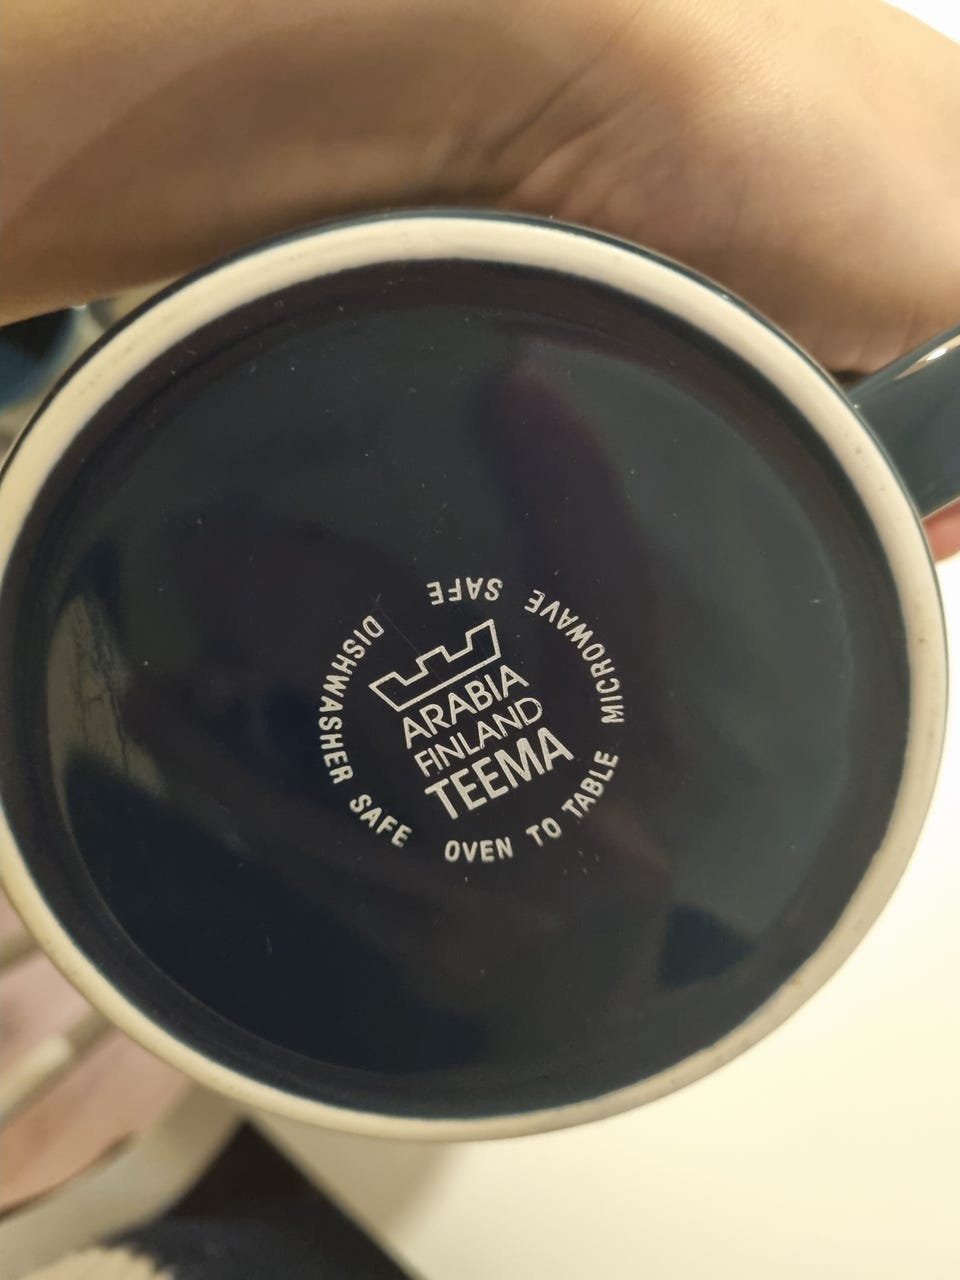 ARABIA
FINLAND
TEEMA
DISHWASHER SAFE
OVEN TO TABLE
MICROWAVE SAFE